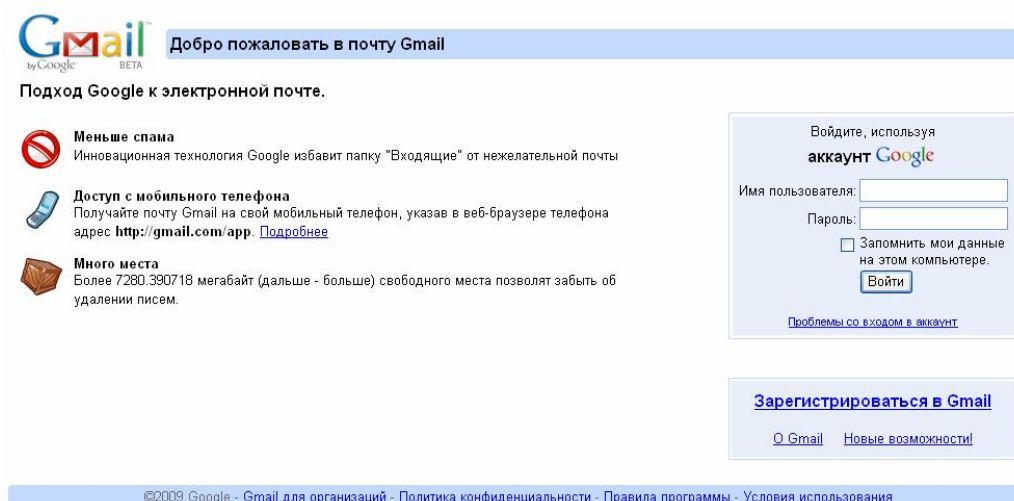 Gmail
by Google BETA
Добро пожаловать в почту Gmail
Подход Google к электронной почте.
Меньше спама
Инновационная технология Google избавит папку "Входящие" от нежелательной почты
Доступ с мобильного телефона
Получайте почту Gmail на свой мобильный телефон, указав в веб-браузере телефона
адрес http://gmail.com/app. Подробнее
Много места
Более 7280.390718 мегабайт (дальше - больше) свободного места позволят забыть об
удалении писем.
Войдите, используя
аккаунт Google
Имя пользователя:
Пароль:
Запомнить мои данные
на этом компьютере.
Войти
Проблемы со входом в аккаунт
Зарегистрироваться в Gmail
О Gmail Новые возможности!
©2009 Google - Gmail для организаций - Политика конфиденциальности - Правила программы - Условия использования